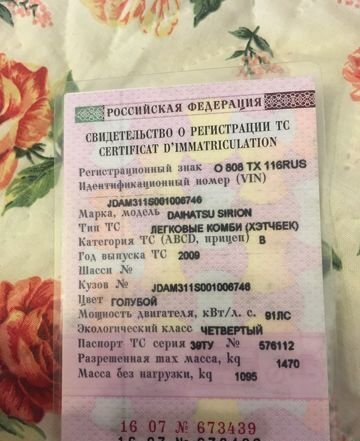 РОССИЙСКАЯ ФЕДЕРАЦИЯ
СВИДЕТЕЛЬСТВО О РЕГИСТРАЦИИ ТС
CERTIFICAT D'IMMATRICULATION
Регистрационный знак О 808 ТХ 116RUS
Идентификационный номер (VIN)
JDAM311S001006746
Марка, модель DAIHATSU SIRION
Тип ТС ЛЕГКОВЫЕ КОМБИ (ХЭТЧБЕК)
Категория ТС (ABCD, прицеп) В
Год выпуска ТС 2009
Шасси №
Кузов № JDAM311S001006746
Цвет ГОЛУБОЙ
Мощность двигателя, кВт/л. с. 91ЛС
Экологический класс ЧЕТВЕРТЫЙ
Паспорт ТС серия 39ТУ № 576112
Разрешенная max масса, kg 1470
Масса без нагрузки, kg 1095
16 07 № 673439